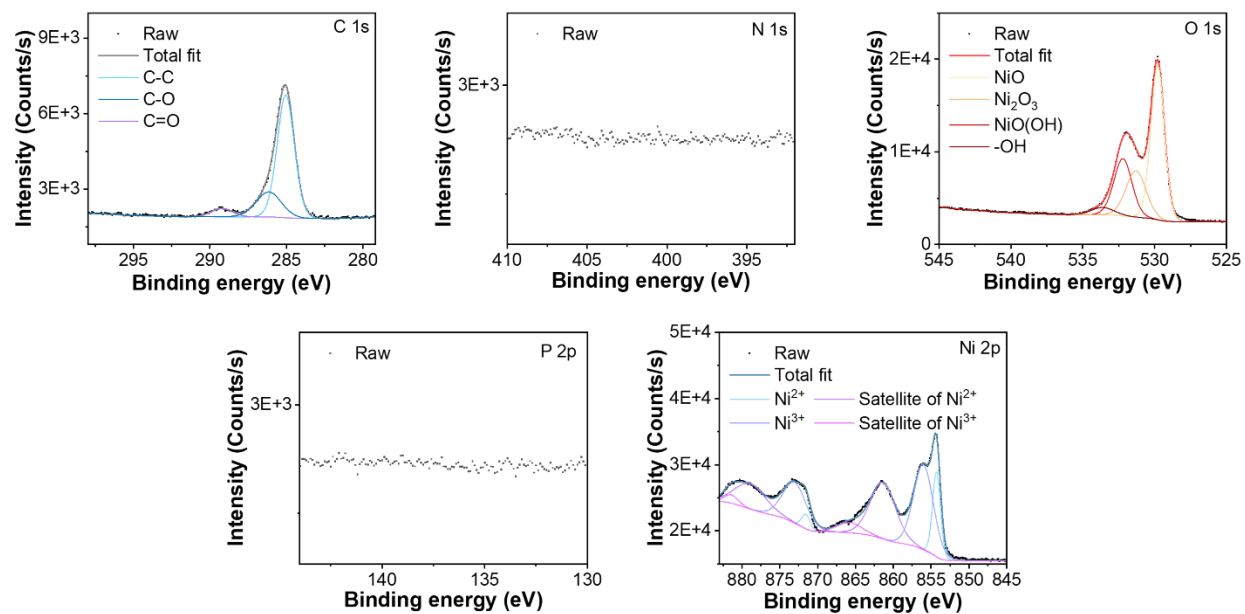 C 1s
9E+3
6E+3
3E+3
Raw
Total fit
C-C
C-O
C=O
295
290
285
280
Binding energy (eV)
Intensity (Counts/s)
N 1s
3E+3
Raw
410
405
400
395
Binding energy (eV)
Intensity (Counts/s)
O 1s
2E+4
1E+4
0
Raw
Total fit
NiO
Ni₂O₃
NiO(OH)
-OH
545
540
535
530
525
Binding energy (eV)
Intensity (Counts/s)
P 2p
3E+3
Raw
140
135
130
Binding energy (eV)
Intensity (Counts/s)
Ni 2p
5E+4
4E+4
3E+4
2E+4
Raw
Total fit
Ni²⁺ Satellite of Ni²⁺
Ni³⁺ Satellite of Ni³⁺
880
875
870
865
860
855
850
845
Binding energy (eV)
Intensity (Counts/s)